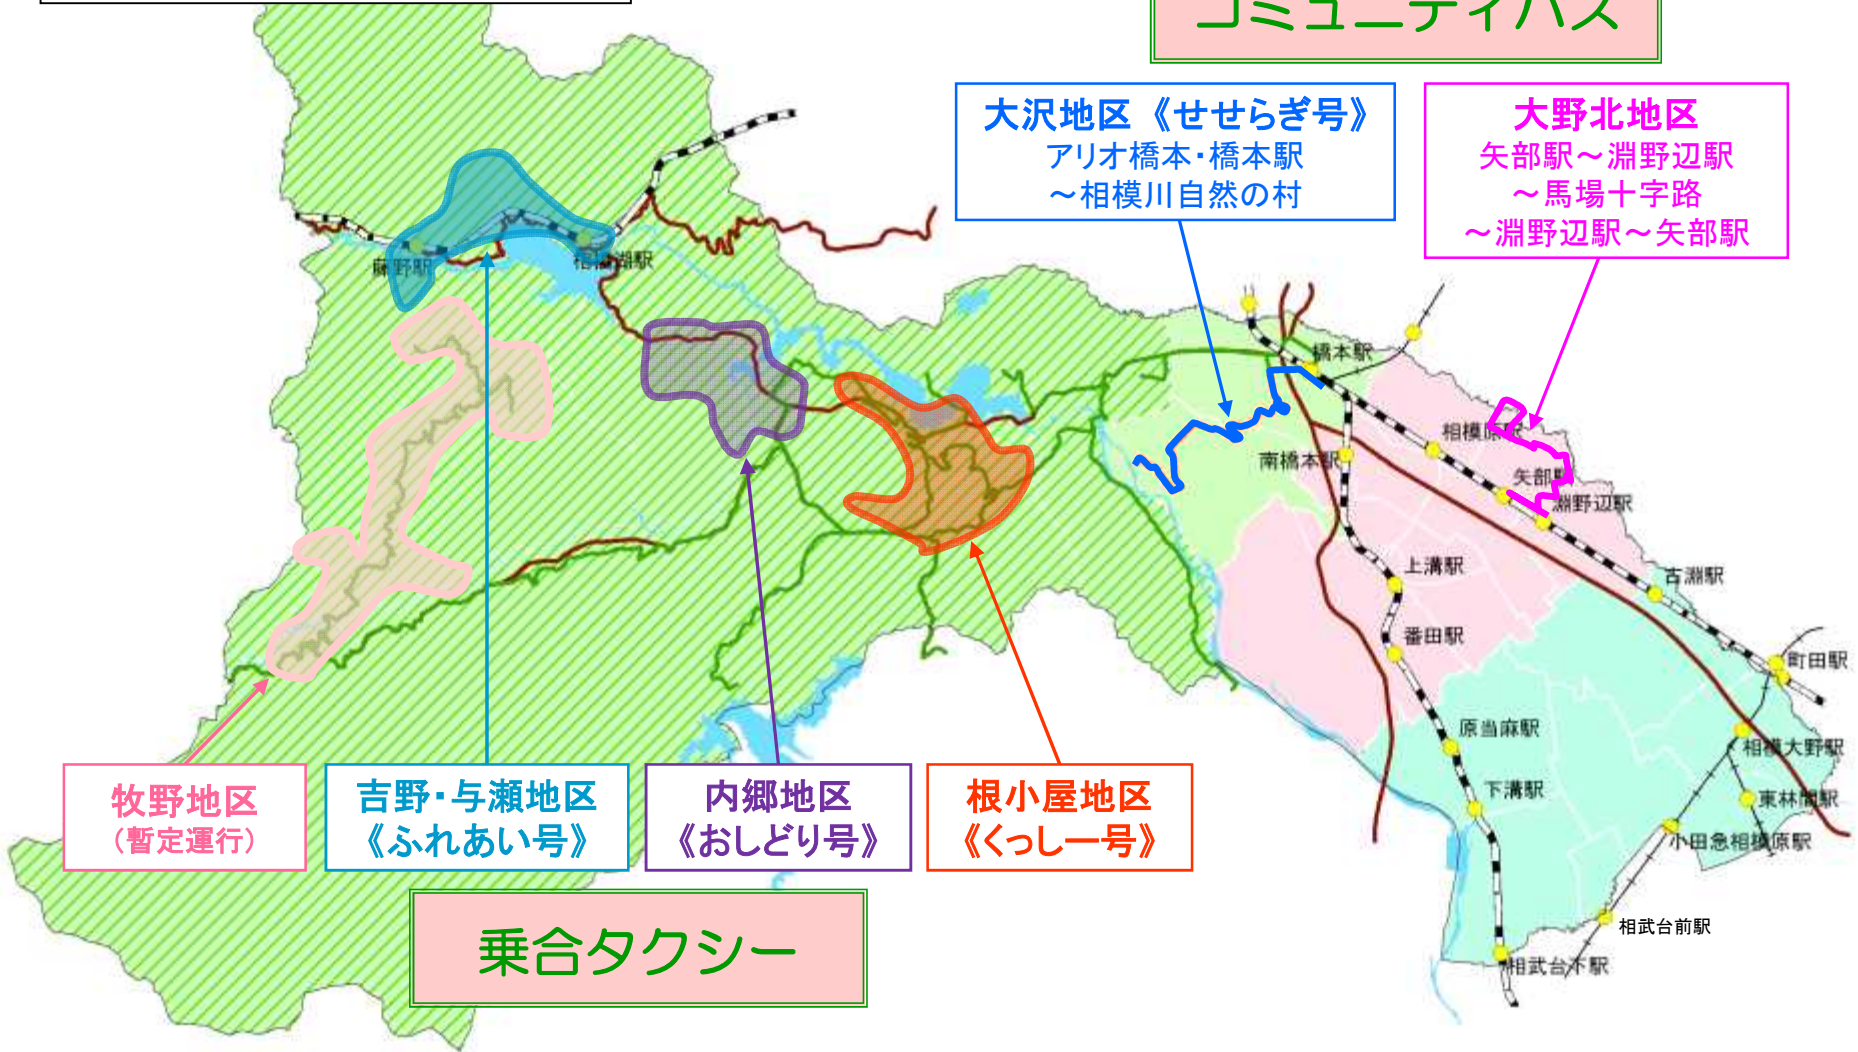 コミュニティバス
大沢地区《せせらぎ号》
アリオ橋本・橋本駅
～相模川自然の村
大野北地区
矢部駅～淵野辺駅
～馬場十字路
～淵野辺駅～矢部駅
藤野駅
相模湖駅
橋本駅
相模原駅
南橋本駅
矢部駅
淵野辺駅
上溝駅
古淵駅
番田駅
町田駅
原当麻駅
相模大野駅
下溝駅
東林間駅
小田急相模原駅
相武台前駅
相武台下駅
牧野地区
（暫定運行）
吉野・与瀬地区
《ふれあい号》
内郷地区
《おしどり号》
根小屋地区
《くっしー号》
乗合タクシー